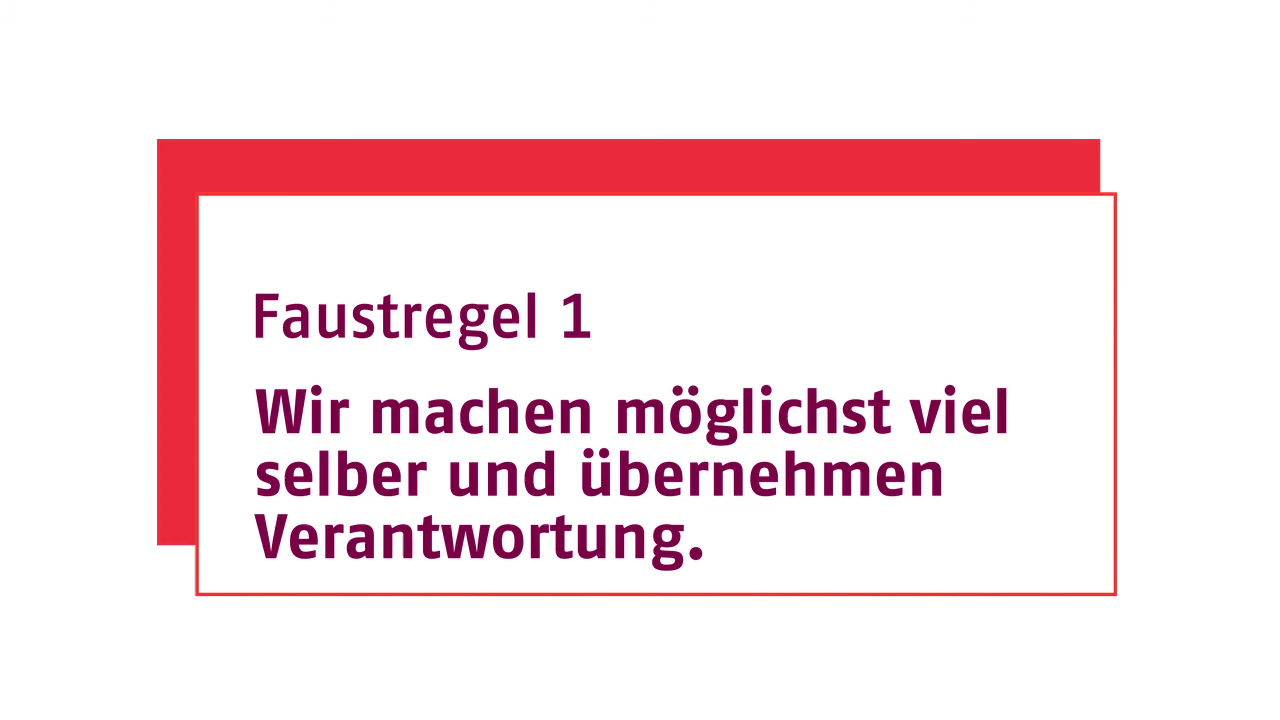 Faustregel 1
Wir machen möglichst viel
selber und übernehmen
Verantwortung.